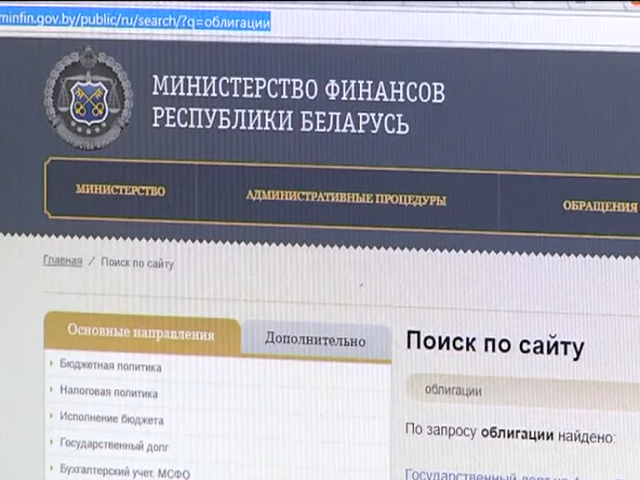 minfin.gov.by/public/ru/search/?q=облигации
МИНИСТЕРСТВО ФИНАНСОВ
РЕСПУБЛИКИ БЕЛАРУСЬ
МИНИСТЕРСТВО
АДМИНИСТРАТИВНЫЕ ПРОЦЕДУРЫ
ОБРАЩЕНИЯ
Главная / Поиск по сайту
Основные направления
Дополнительно
Бюджетная политика
Налоговая политика
Исполнение бюджета
Государственный долг
Бухгалтерский учет. МСФО
Поиск по сайту
облигации
По запросу облигации найдено:
Государственный долг